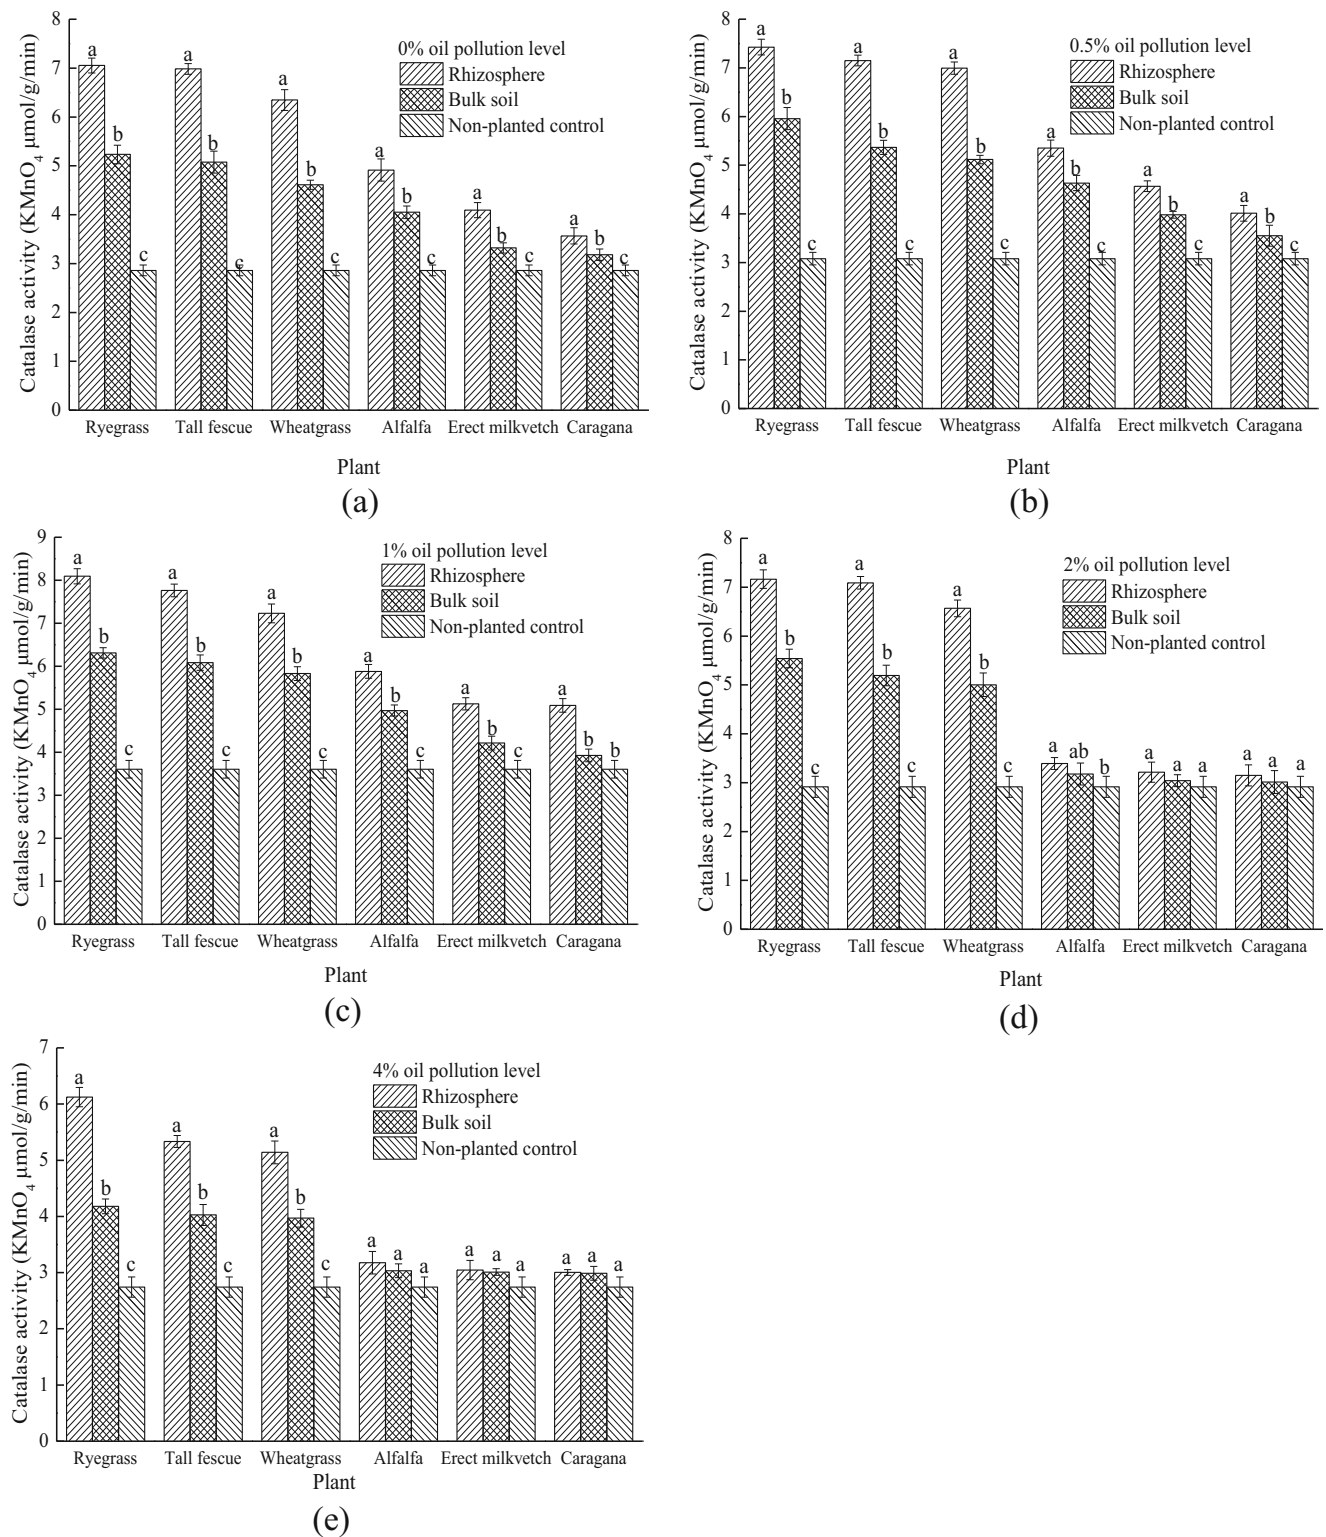 Catalase activity (KMnO4 μmol/g/min)
8
7
6
5
4
3
2
1
0
0% oil pollution level
Rhizosphere
Bulk soil
Non-planted control
a a a a a a
b b b b b b
c c c c c c
Ryegrass Tall fescue Wheatgrass Alfalfa Erect milkvetch Caragana
Plant
(a)
Catalase activity (KMnO4 μmol/g/min)
8
7
6
5
4
3
2
1
0
0.5% oil pollution level
Rhizosphere
Bulk soil
Non-planted control
a a a a a a
b b b b b b
c c c c c c
Ryegrass Tall fescue Wheatgrass Alfalfa Erect milkvetch Caragana
Plant
(b)
Catalase activity (KMnO4 μmol/g/min)
9
8
7
6
5
4
3
2
1
0
1% oil pollution level
Rhizosphere
Bulk soil
Non-planted control
a a a a a a
b b b b b b
c c c c c b
Ryegrass Tall fescue Wheatgrass Alfalfa Erect milkvetch Caragana
Plant
(c)
Catalase activity (KMnO4 μmol/g/min)
8
7
6
5
4
3
2
1
0
2% oil pollution level
Rhizosphere
Bulk soil
Non-planted control
a a a a a a
b b b ab a a
c c c b a a
Ryegrass Tall fescue Wheatgrass Alfalfa Erect milkvetch Caragana
Plant
(d)
Catalase activity (KMnO4 μmol/g/min)
7
6
5
4
3
2
1
0
4% oil pollution level
Rhizosphere
Bulk soil
Non-planted control
a a a a a a
b b b a a a
c c c a a a
Ryegrass Tall fescue Wheatgrass Alfalfa Erect milkvetch Caragana
Plant
(e)